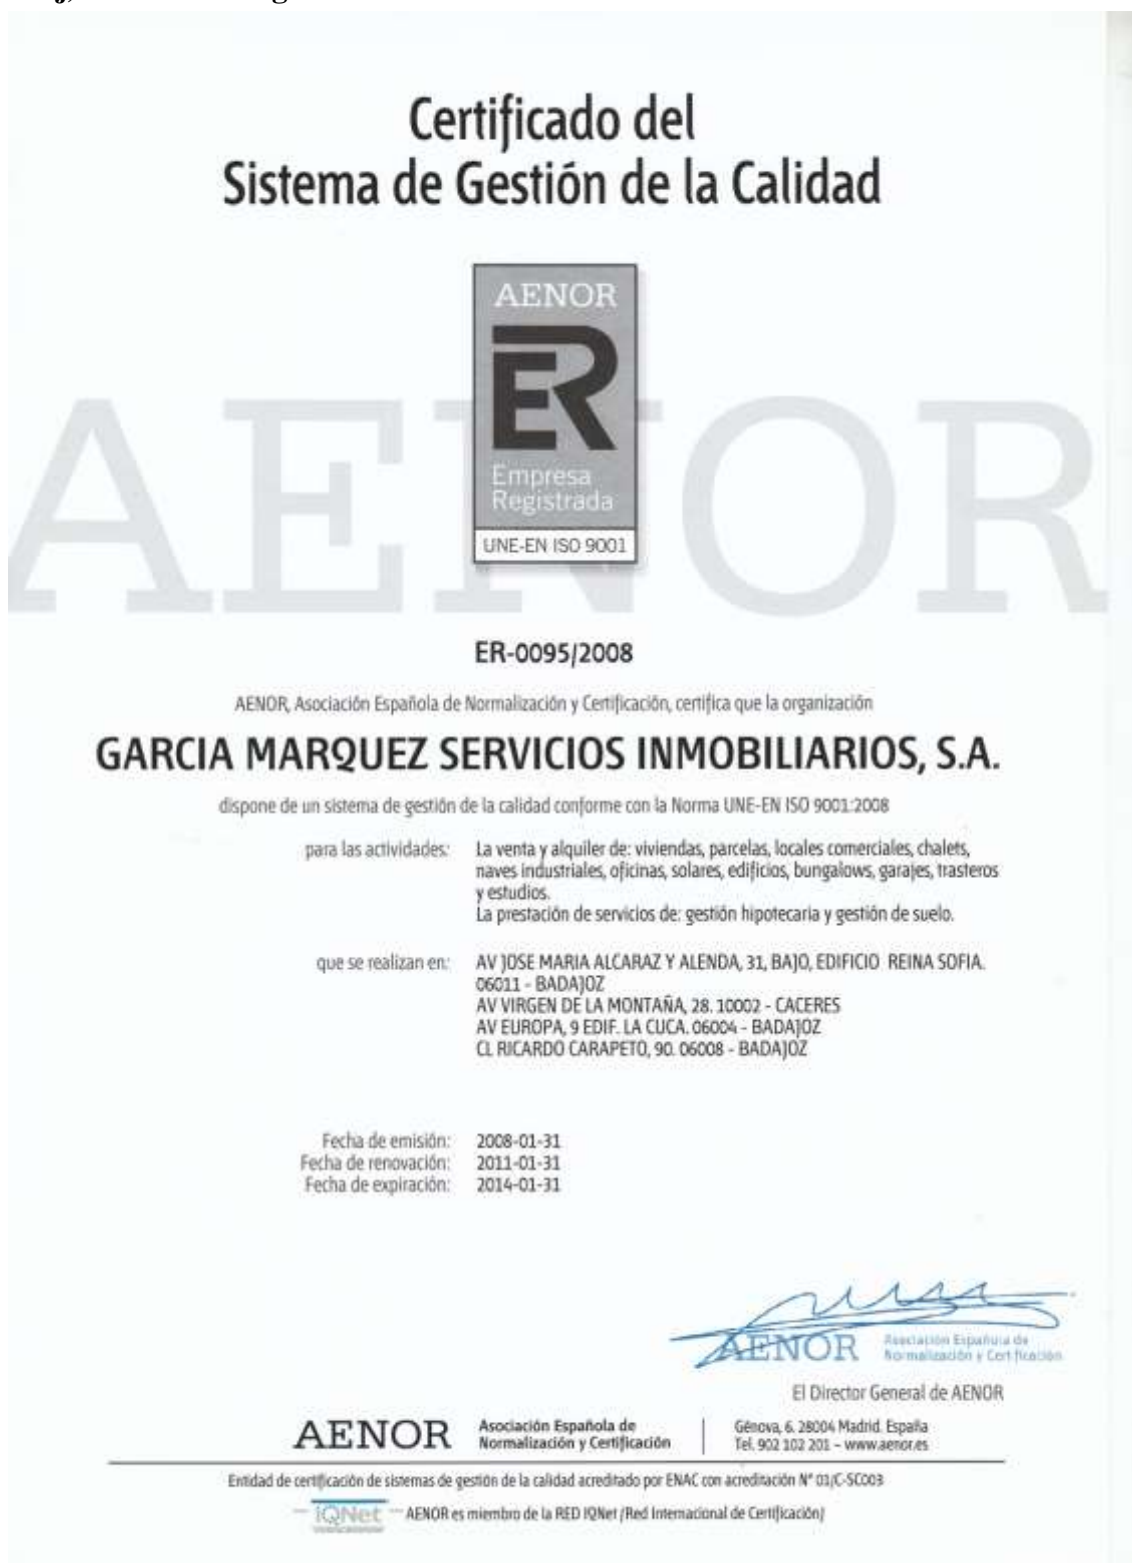 Certificado del
Sistema de Gestión de la Calidad
AENOR
ER
Empresa
Registrada
UNE-EN ISO 9001
AENOR
ER-0095/2008
AENOR, Asociación Española de Normalización y Certificación, certifica que la organización
GARCIA MARQUEZ SERVICIOS INMOBILIARIOS, S.A.
dispone de un sistema de gestión de la calidad conforme con la Norma UNE-EN ISO 9001:2008
para las actividades: La venta y alquiler de: viviendas, parcelas, locales comerciales, chalets,
naves industriales, oficinas, solares, edificios, bungalows, garajes, trasteros
y estudios.
La prestación de servicios de: gestión hipotecaria y gestión de suelo.
que se realizan en: AV JOSE MARIA ALCARAZ Y ALENDA, 31, BAJO, EDIFICIO REINA SOFIA.
06011 - BADAJOZ
AV VIRGEN DE LA MONTAÑA, 28. 10002 - CACERES
AV EUROPA, 9 EDIF. LA CUCA. 06004 - BADAJOZ
CL RICARDO CARAPETO, 90. 06008 - BADAJOZ
Fecha de emisión: 2008-01-31
Fecha de renovación: 2011-01-31
Fecha de expiración: 2014-01-31
AENOR Asociación Española de
Normalización y Certificación
El Director General de AENOR
AENOR Asociación Española de
Normalización y Certificación
Génova, 6. 28004 Madrid. España
Tel. 902 102 201 – www.aenor.es
Entidad de certificación de sistemas de gestión de la calidad acreditado por ENAC con acreditación Nº 01/C-SC003
IQNet AENOR es miembro de la RED IQNet (Red Internacional de Certificación)